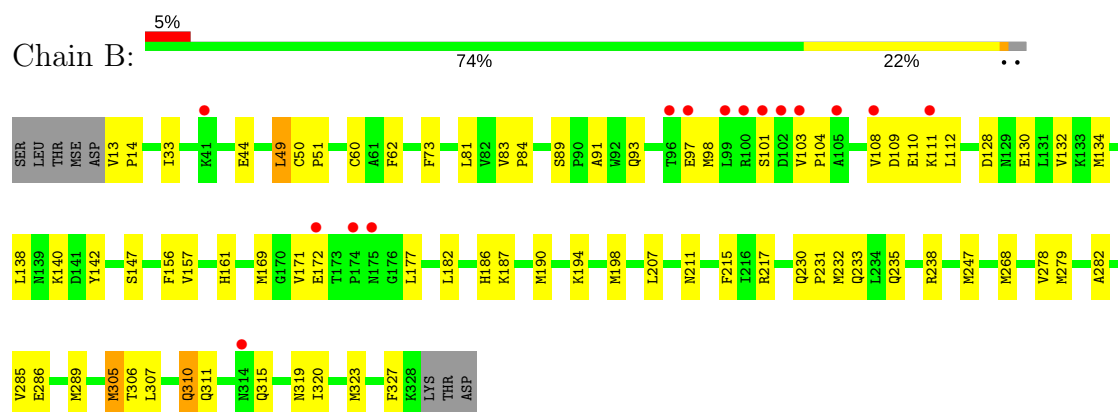 5%
Chain B:
74% 22% • •
SER LEU THR MSE ASP V13 P14 I33 K41 E44 L49 C50 P51 C60 A61 F62 F73 L81 V82 V83 P84 S89 P90 A91 W92 Q93 T96 E97 M98 L99 R100 S101 D102 V103 P104 A105 V108 D109 E110 K111 L112 D128 N129 E130 L131 V132 K133 M134
L138 N139 K140 D141 Y142 S147 F156 V157 H161 M169 G170 V171 E172 T173 P174 N175 G176 L177 L182 H186 K187 M190 K194 M198 L207 N211 F215 I216 R217 Q230 P231 M232 Q233 L234 Q235 R238 M247 M268 V278 M279 A282
V285 E286 M289 M305 T306 L307 Q310 Q311 N314 Q315 N319 I320 M323 F327 K328 LYS THR ASP